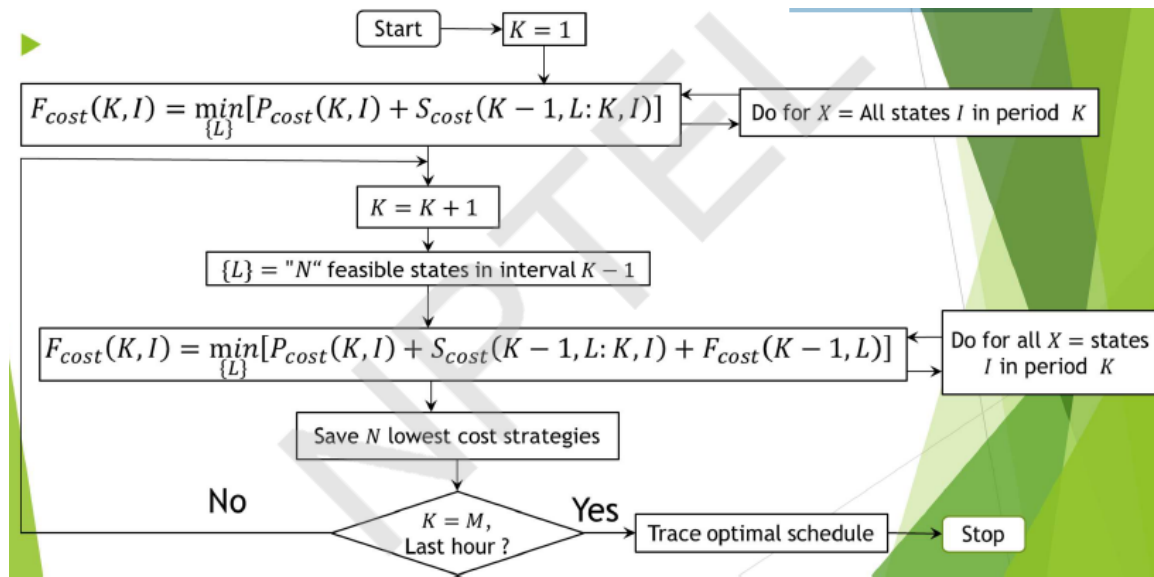 Start
K = 1
F_cost(K, I) = min_{L}[P_cost(K, I) + S_cost(K − 1, L: K, I)]
Do for X = All states I in period K
K = K + 1
{L} = "N“ feasible states in interval K − 1
F_cost(K, I) = min_{L}[P_cost(K, I) + S_cost(K − 1, L: K, I) + F_cost(K − 1, L)]
Do for all X = states
I in period K
Save N lowest cost strategies
No
K = M,
Last hour ?
Yes
Trace optimal schedule
Stop
NPTEL